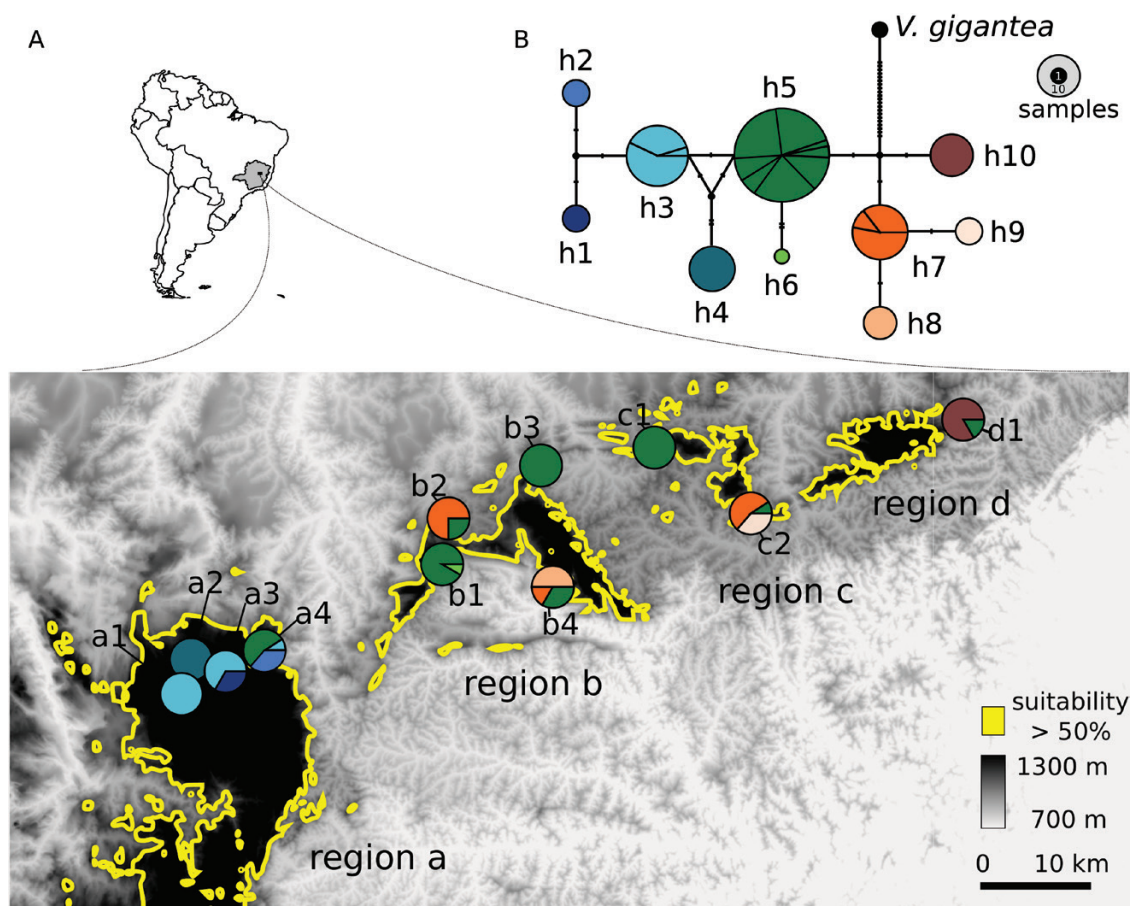 A
B
V. gigantea
h2
h5
1
10
samples
h10
h3
h1
h4
h6
h7
h9
h8
b3
c1
d1
b2
region d
c2
b1
region c
b4
a2
a3
a4
a1
region b
suitability
> 50%
1300 m
700 m
region a
0 10 km